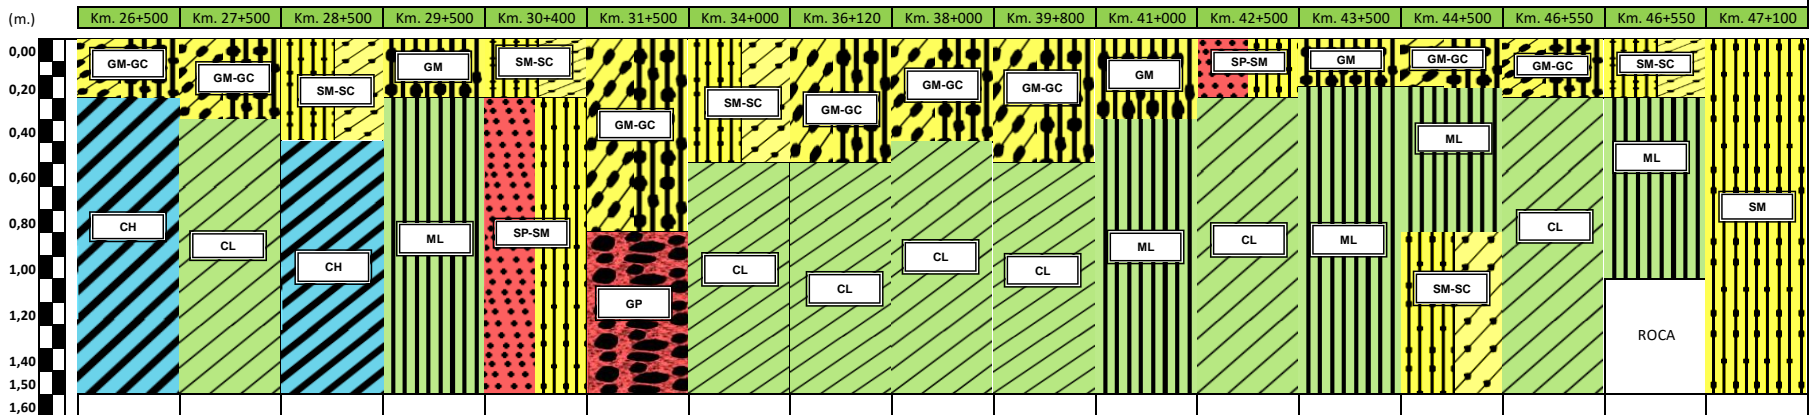 (m.) Km. 26+500 Km. 27+500 Km. 28+500 Km. 29+500 Km. 30+400 Km. 31+500 Km. 34+000 Km. 36+120 Km. 38+000 Km. 39+800 Km. 41+000 Km. 42+500 Km. 43+500 Km. 44+500 Km. 46+550 Km. 46+550 Km. 47+100
0,00 GM-GC GM-GC SM-SC GM SM-SC GM-GC SM-SC GM-GC GM-GC GM-GC GM SP-SM GM GM-GC GM-GC SM-SC SM
0,20
0,40
0,60
0,80
1,00
1,20
1,40
1,50
1,60
CH CL CH ML SP-SM GP CL CL CL CL ML CL ML ML CL ML
SM-SC
ROCA